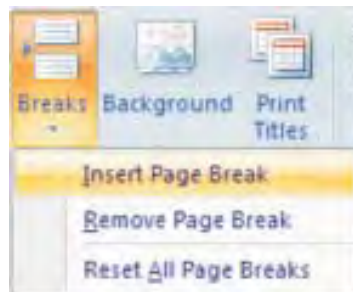 Breaks Background Print
Titles
Insert Page Break
Remove Page Break
Reset All Page Breaks